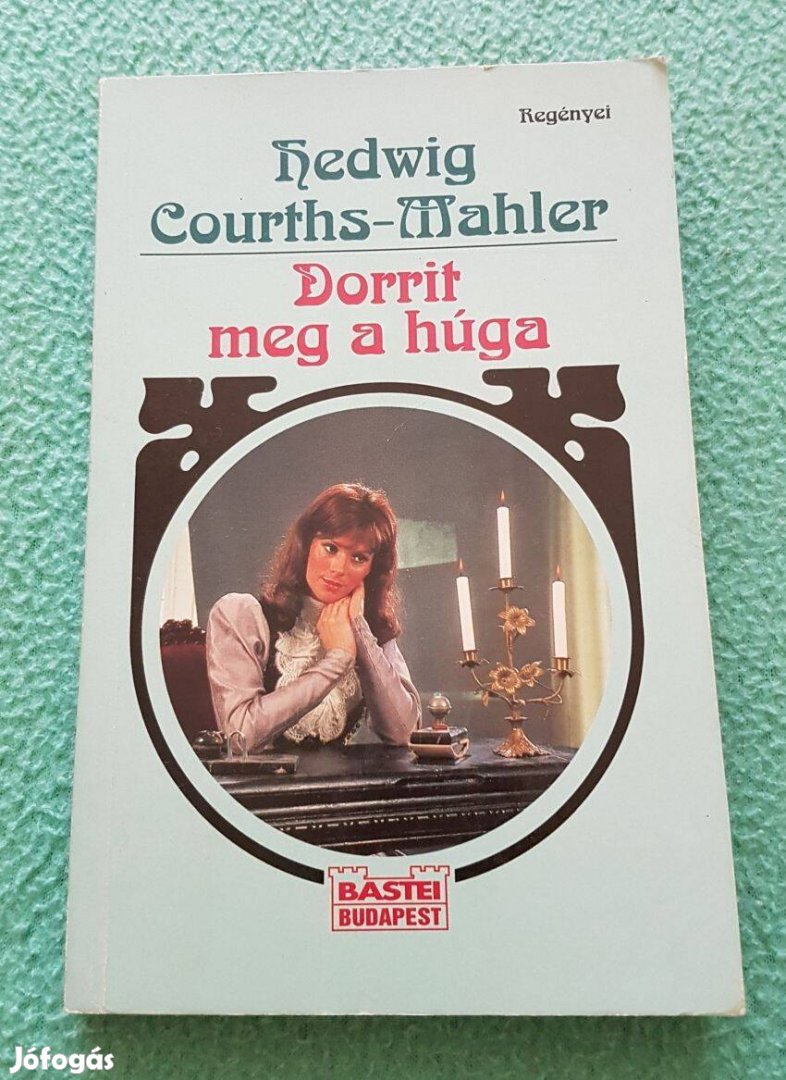 Regényei
Hedwig
Courths-Mahler
Dorrit
meg a húga
BASTEI
BUDAPEST
Jófogás